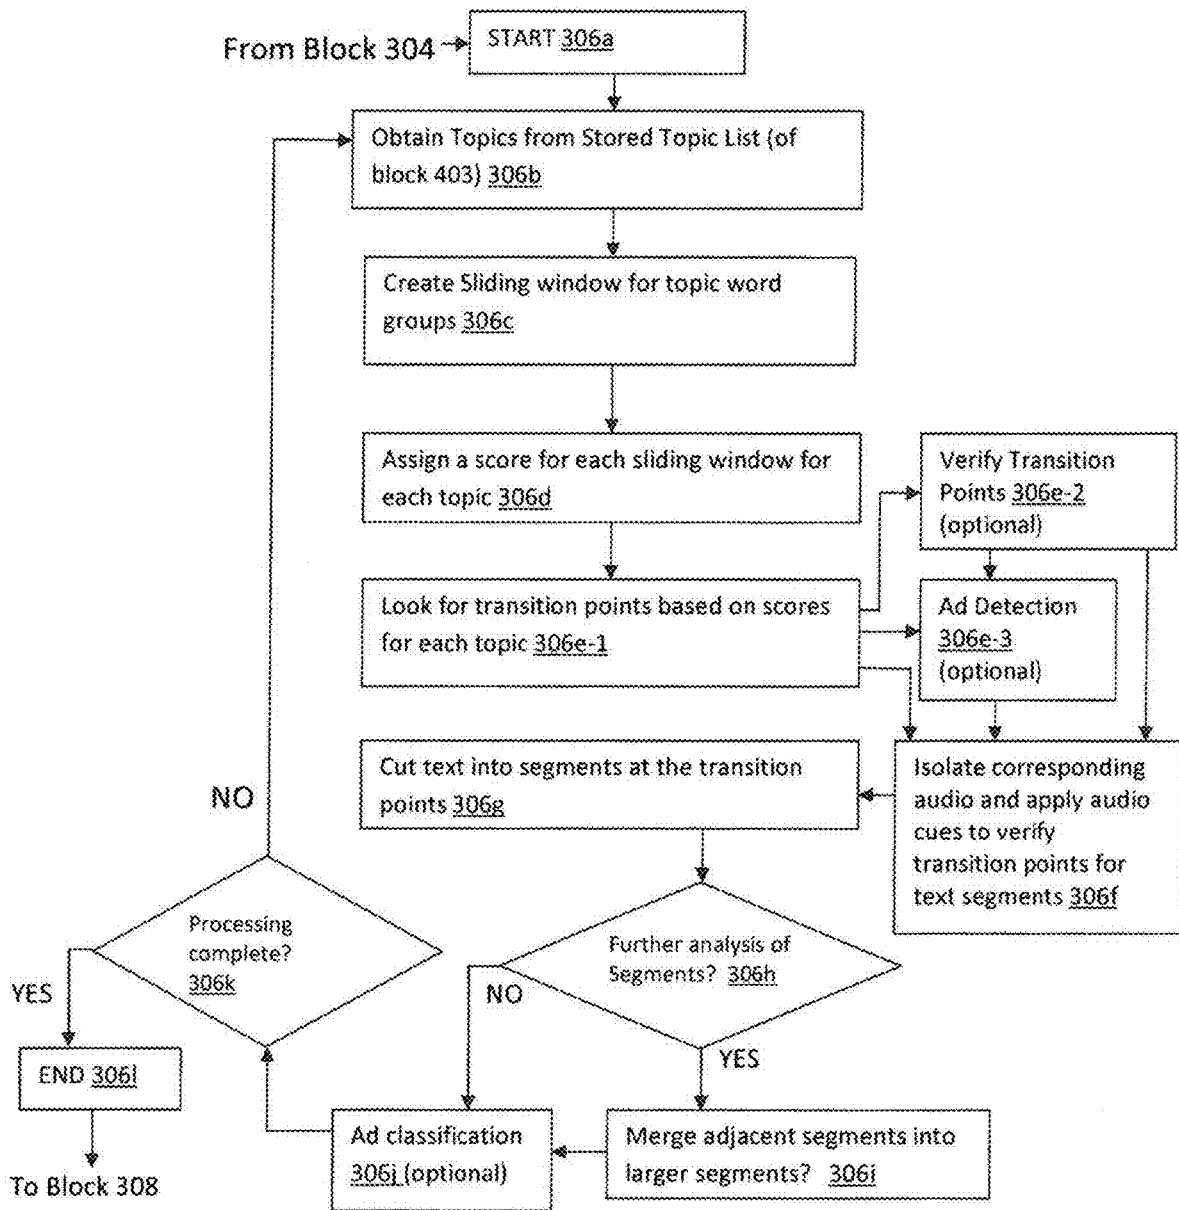 From Block 304
START 306a
Obtain Topics from Stored Topic List (of
block 403) 306b
Create Sliding window for topic word
groups 306c
Assign a score for each sliding window for
each topic 306d
Verify Transition
Points 306e-2
(optional)
Look for transition points based on scores
for each topic 306e-1
Ad Detection
306e-3
(optional)
Cut text into segments at the transition
points 306g
Isolate corresponding
audio and apply audio
cues to verify
transition points for
text segments 306f
NO
Processing
complete?
306k
Further analysis of
Segments? 306h
YES
NO
YES
END 306l
Ad classification
306j (optional)
Merge adjacent segments into
larger segments? 306i
To Block 308